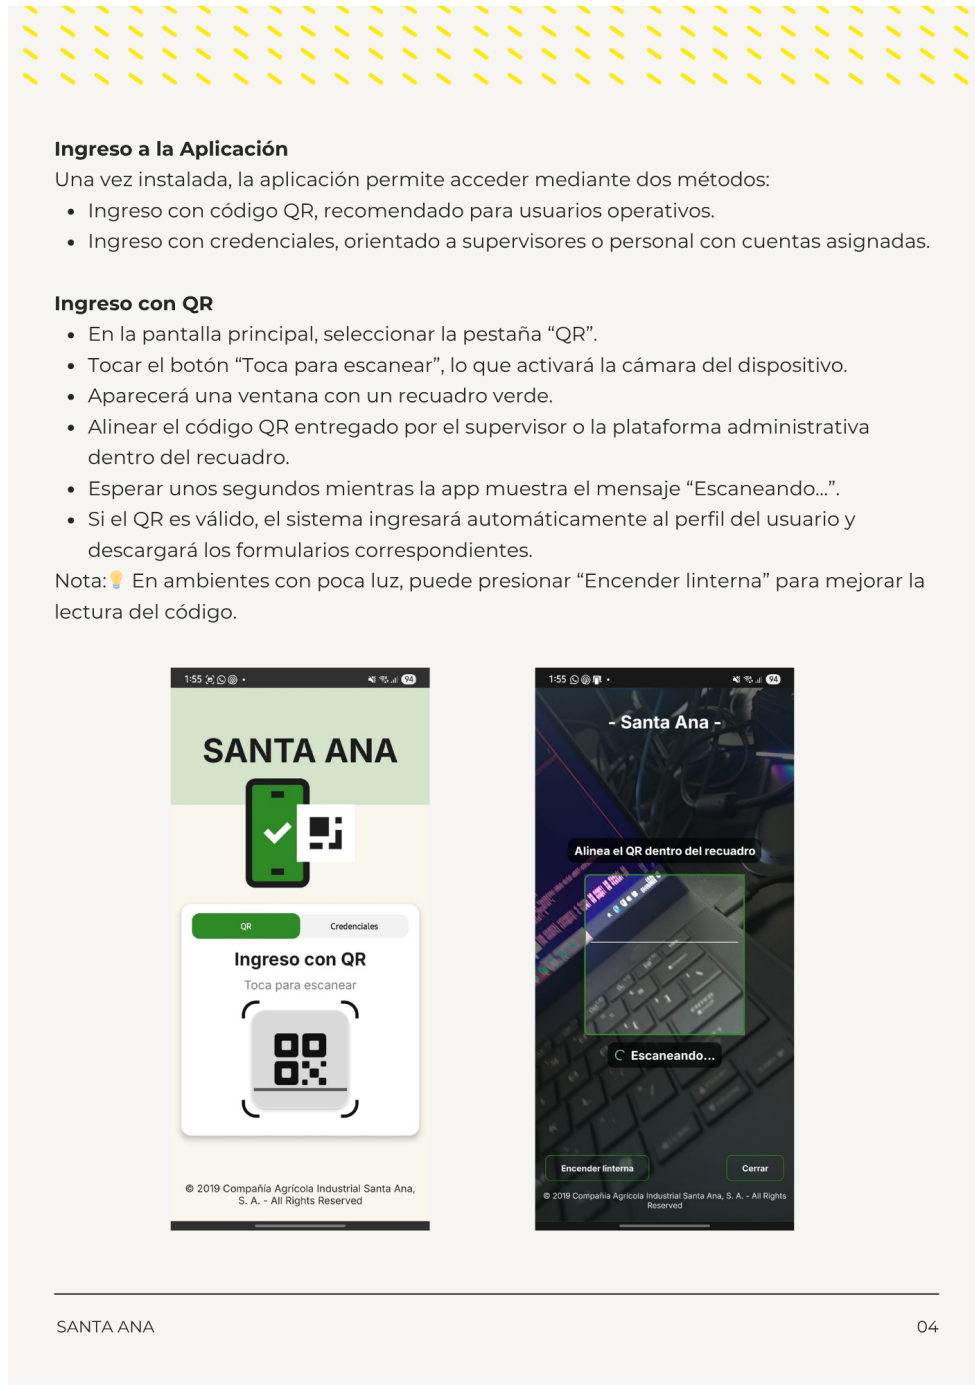 Ingreso a la Aplicación
Una vez instalada, la aplicación permite acceder mediante dos métodos:
• Ingreso con código QR, recomendado para usuarios operativos.
• Ingreso con credenciales, orientado a supervisores o personal con cuentas asignadas.
Ingreso con QR
• En la pantalla principal, seleccionar la pestaña “QR”.
• Tocar el botón “Toca para escanear”, lo que activará la cámara del dispositivo.
• Aparecerá una ventana con un recuadro verde.
• Alinear el código QR entregado por el supervisor o la plataforma administrativa
dentro del recuadro.
• Esperar unos segundos mientras la app muestra el mensaje “Escaneando…”.
• Si el QR es válido, el sistema ingresará automáticamente al perfil del usuario y
descargará los formularios correspondientes.
Nota:💡 En ambientes con poca luz, puede presionar “Encender linterna” para mejorar la
lectura del código.
1:55
94
SANTA ANA
QR
Credenciales
Ingreso con QR
Toca para escanear
© 2019 Compañía Agrícola Industrial Santa Ana,
S. A. - All Rights Reserved
1:55
94
- Santa Ana -
Alinea el QR dentro del recuadro
Escaneando...
Encender linterna
Cerrar
© 2019 Compañía Agrícola Industrial Santa Ana, S. A. - All Rights
Reserved
SANTA ANA
04